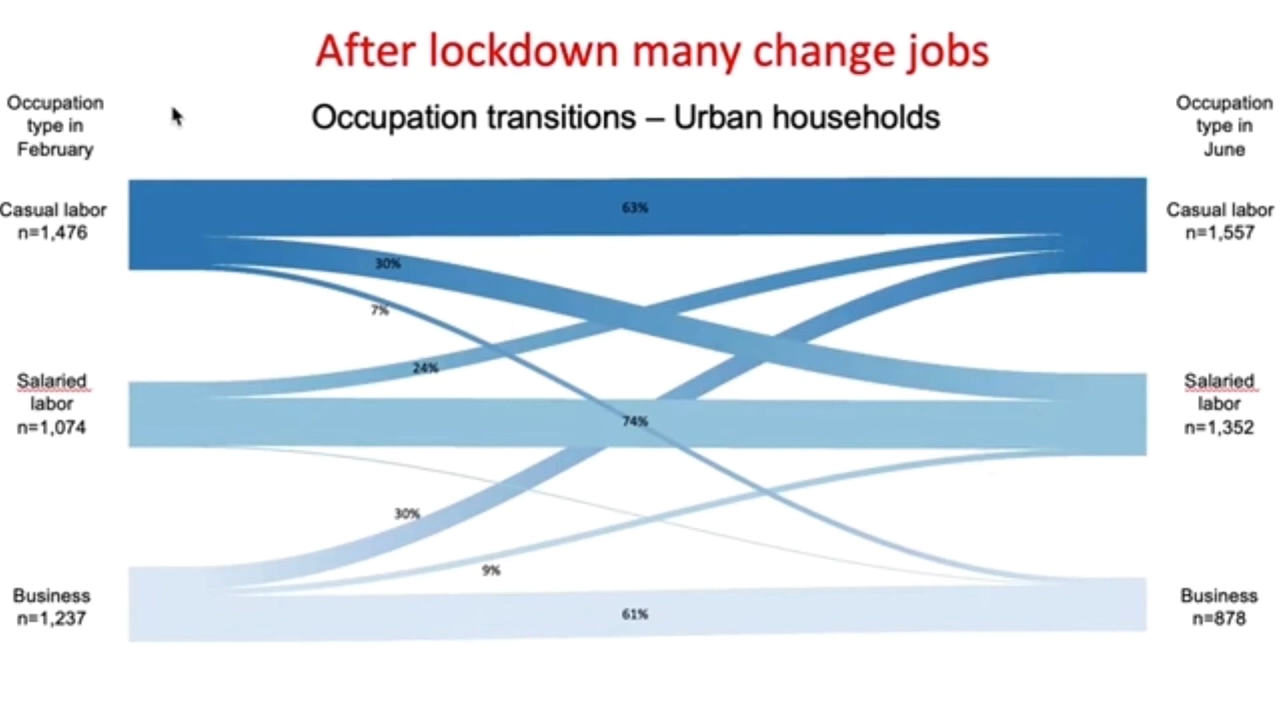 After lockdown many change jobs
Occupation transitions – Urban households
Occupation
type in
February
Occupation
type in
June
Casual labor
n=1,476
63%
Casual labor
n=1,557
30%
7%
24%
Salaried
labor
n=1,074
74%
Salaried
labor
n=1,352
30%
9%
Business
n=1,237
61%
Business
n=878